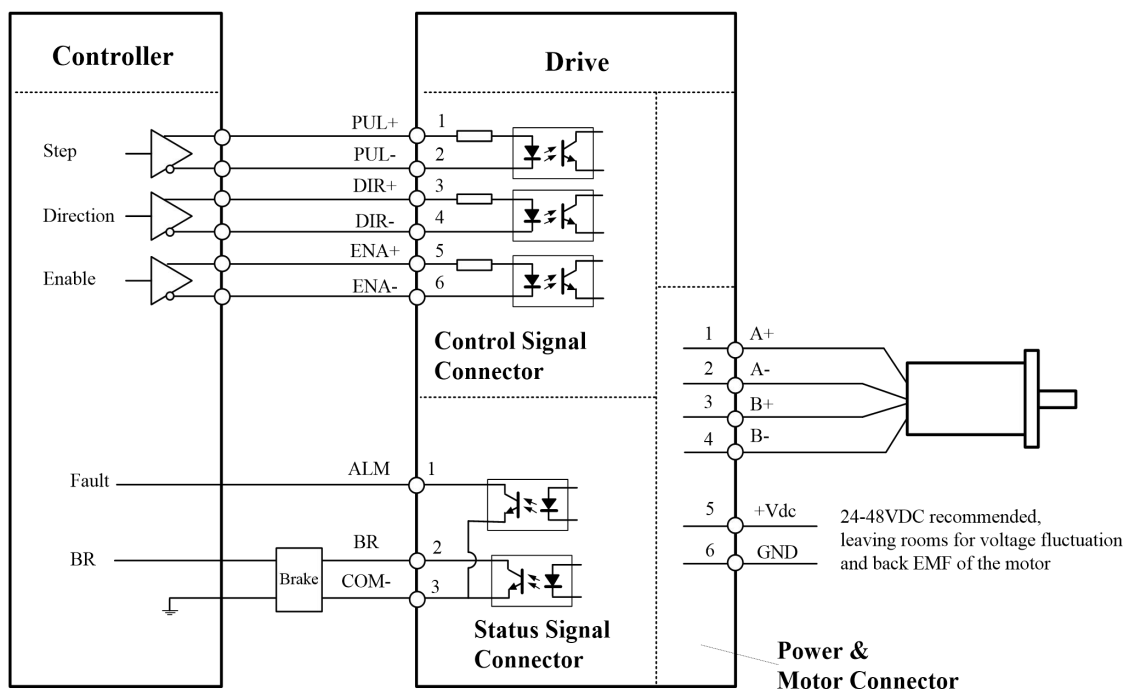 Controller
Drive
Step
PUL+ 1
PUL- 2
Direction
DIR+ 3
DIR- 4
Enable
ENA+ 5
ENA- 6
Control Signal
Connector
1 A+
2 A-
3 B+
4 B-
Fault
ALM 1
BR
BR 2
Brake
COM- 3
Status Signal
Connector
5 +Vdc
6 GND
24-48VDC recommended,
leaving rooms for voltage fluctuation
and back EMF of the motor
Power &
Motor Connector